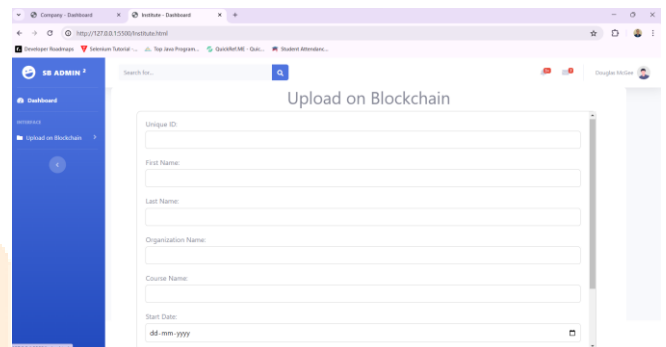 Company - Dashboard
Institute - Dashboard
http://127.0.0.1:5500/Institute.html
Developer Roadmaps
Selenium Tutorial -...
Top Java Program...
QuickRef.ME - Quic...
Student Attendanc...
SB ADMIN 2
Search for...
Douglas McGee
Dashboard
INTERFACE
Upload on Blockchain
Upload on Blockchain
Unique ID:
First Name:
Last Name:
Organization Name:
Course Name:
Start Date:
dd-mm-yyyy